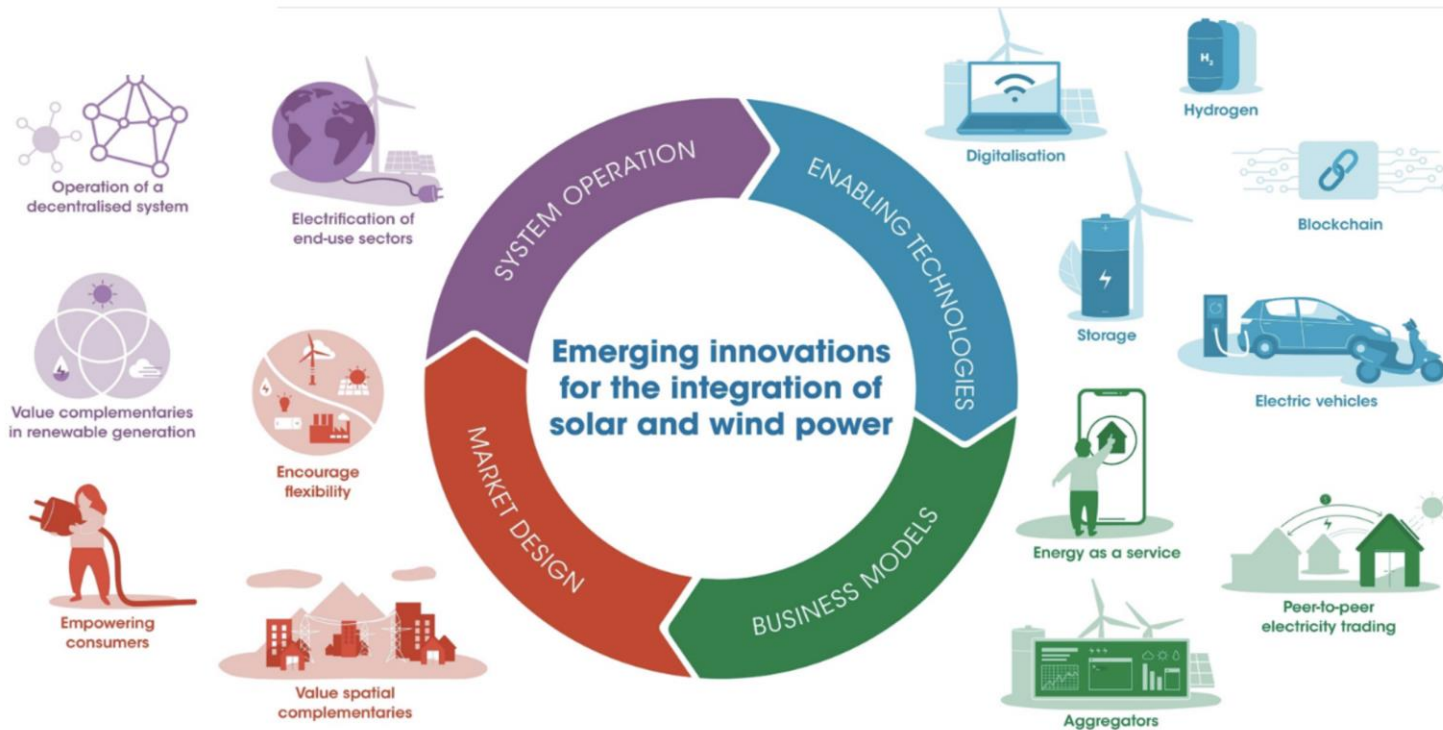 Emerging innovations
for the integration of
solar and wind power
SYSTEM OPERATION
Operation of a
decentralised system
Electrification of
end-use sectors
Value complementaries
in renewable generation
ENABLING TECHNOLOGIES
Digitalisation
H2
Hydrogen
Blockchain
Storage
Electric vehicles
BUSINESS MODELS
Energy as a service
Peer-to-peer
electricity trading
Aggregators
MARKET DESIGN
Encourage
flexibility
Empowering
consumers
Value spatial
complementaries